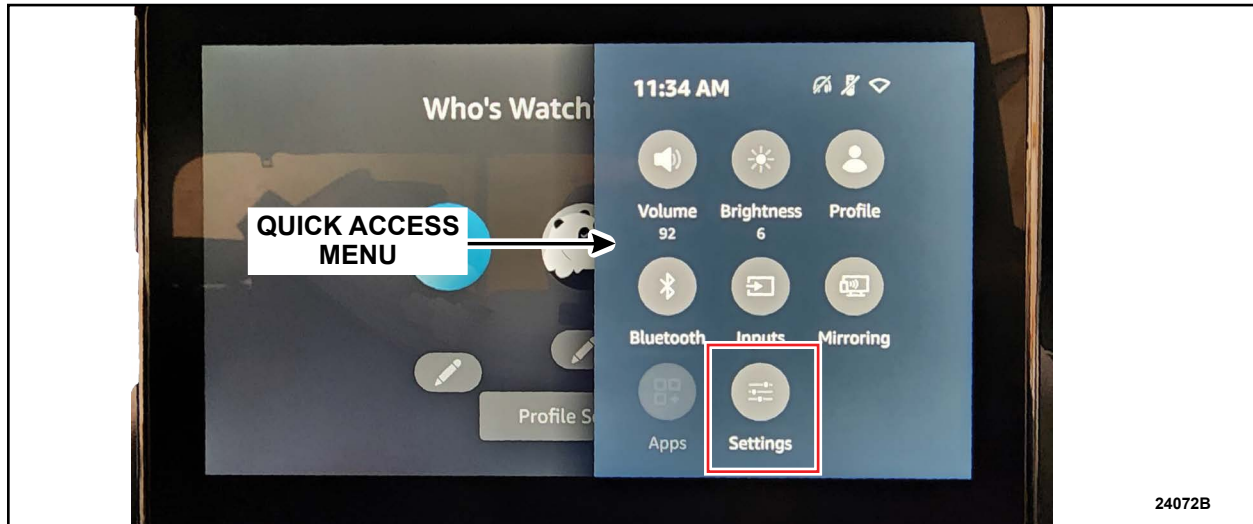 Who's Watchi
11:34 AM
QUICK ACCESS
MENU
Volume
92
Brightness
6
Profile
Bluetooth
Inputs
Mirroring
Profile Se
Apps
Settings
24072B